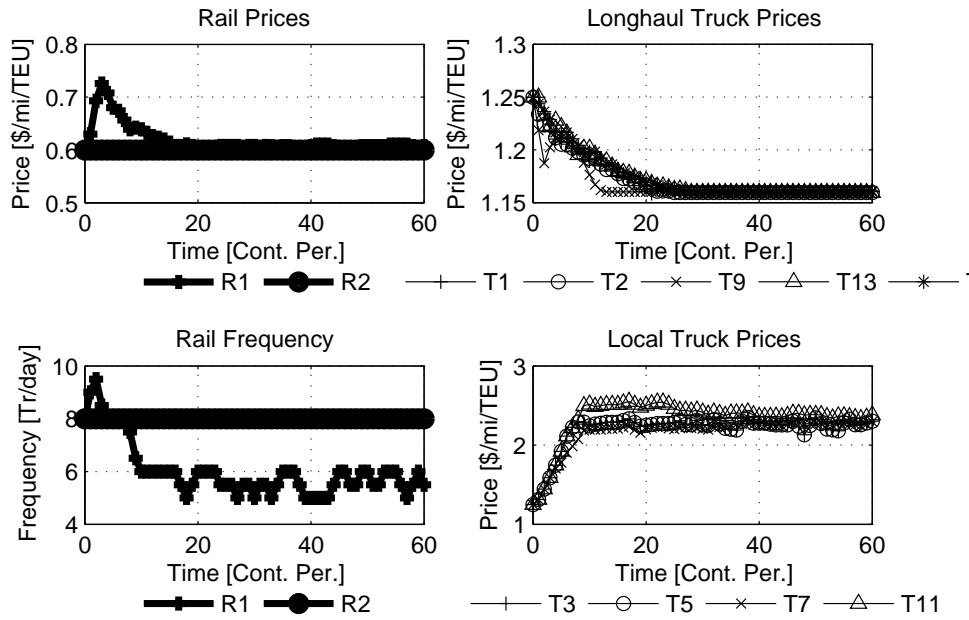 Rail Prices
0.8
0.7
0.6
0.5
0 20 40 60
Price [$/mi/TEU]
Time [Cont. Per.]
R1 R2
Longhaul Truck Prices
1.3
1.25
1.2
1.15
0 20 40 60
Price [$/mi/TEU]
Time [Cont. Per.]
T1 T2 T9 T13
Rail Frequency
10
8
6
4
0 20 40 60
Frequency [Tr/day]
Time [Cont. Per.]
R1 R2
Local Truck Prices
3
2
1
0 20 40 60
Price [$/mi/TEU]
Time [Cont. Per.]
T3 T5 T7 T11